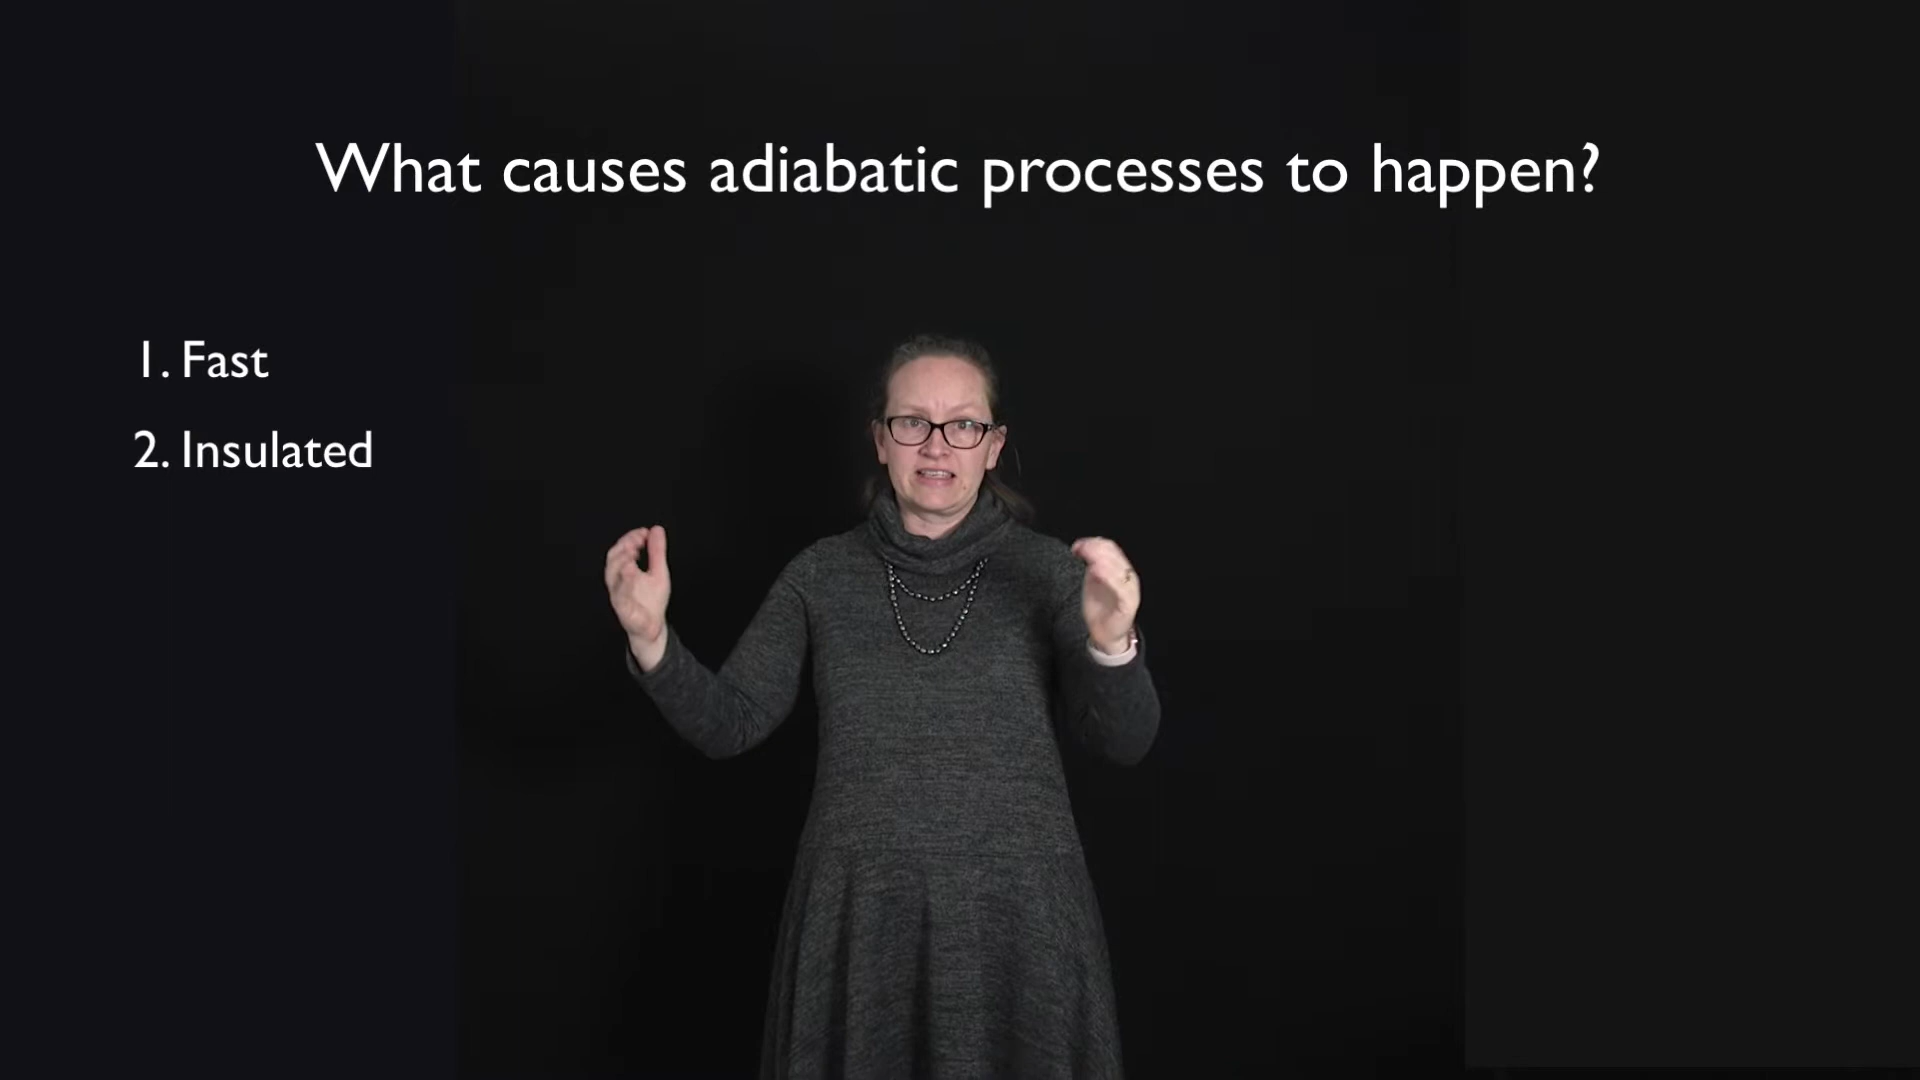 What causes adiabatic processes to happen?
1. Fast
2. Insulated